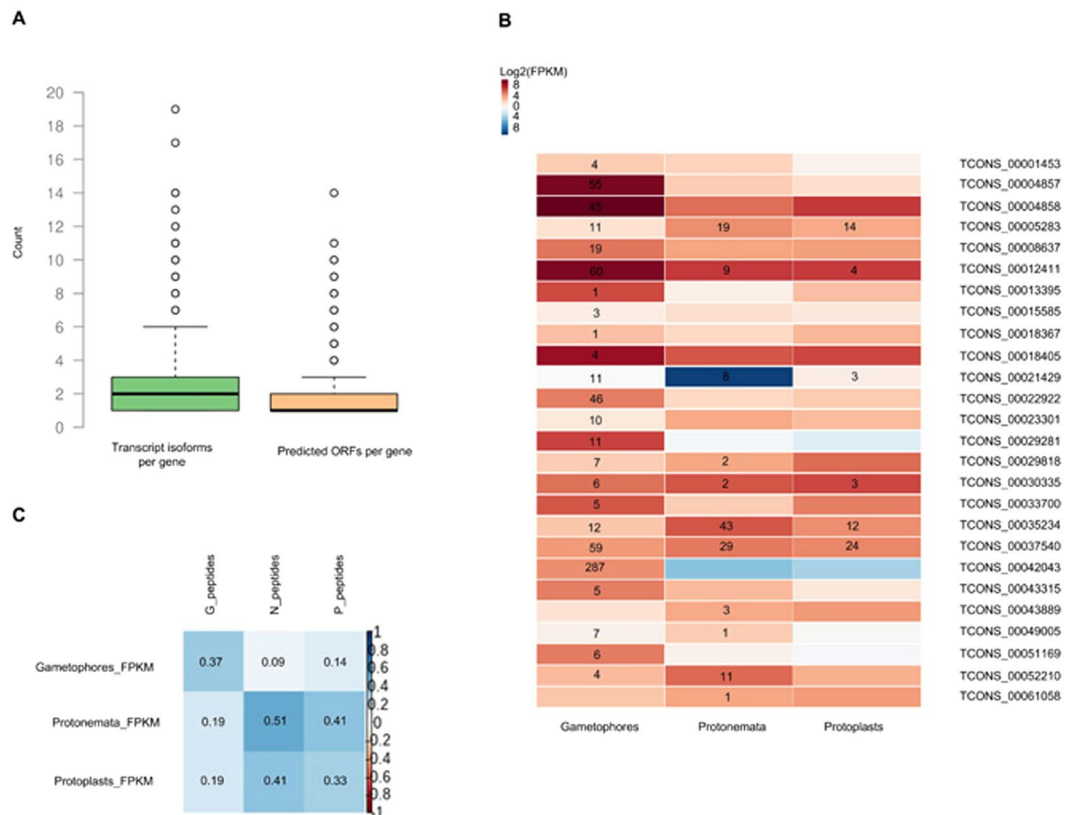 A
Count
20
18
16
14
12
10
8
6
4
2
0
Transcript isoforms
per gene
Predicted ORFs per gene
B
Log2(FPKM)
8
4
0
4
8
4 TCONS_00001453
55 TCONS_00004857
45 TCONS_00004858
11 19 14 TCONS_00005283
19 TCONS_00008637
60 9 4 TCONS_00012411
1 TCONS_00013395
3 TCONS_00015585
1 TCONS_00018367
4 TCONS_00018405
11 8 3 TCONS_00021429
46 TCONS_00022922
10 TCONS_00023301
11 TCONS_00029281
7 2 TCONS_00029818
6 2 3 TCONS_00030335
5 TCONS_00033700
12 43 12 TCONS_00035234
59 29 24 TCONS_00037540
287 TCONS_00042043
5 TCONS_00043315
3 TCONS_00043889
7 1 TCONS_00049005
6 TCONS_00051169
4 11 TCONS_00052210
1 TCONS_00061058
Gametophores Protonemata Protoplasts
C
G_peptides
N_peptides
P_peptides
Gametophores_FPKM 0.37 0.09 0.14
Protonemata_FPKM 0.19 0.51 0.41
Protoplasts_FPKM 0.19 0.41 0.33
1
0.8
0.6
0.4
0.2
0
-0.2
-0.4
-0.6
-0.8
-1